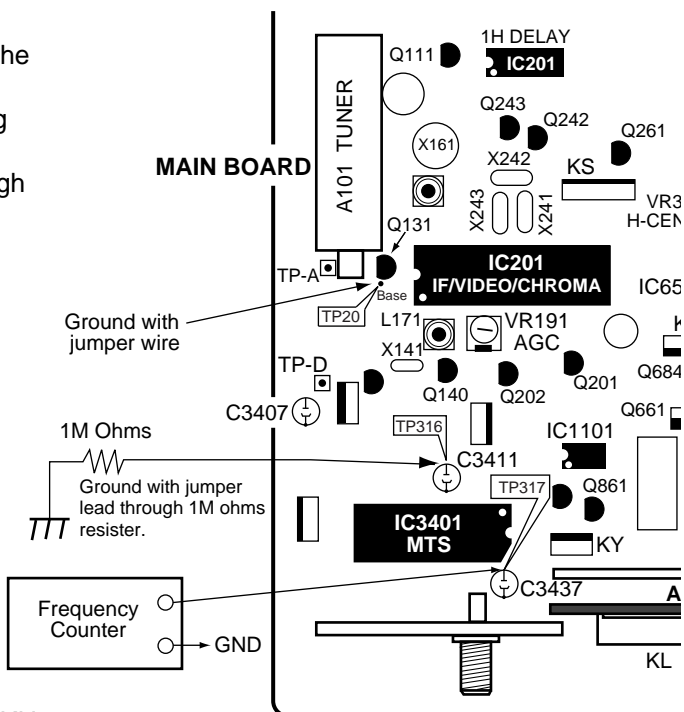 he
g
gh
MAIN BOARD
A101 TUNER
Q111
1H DELAY
IC201
Q243
Q242
Q261
X161
X242
KS
X243
X241
VR3
H-CEN
Q131
TP-A
Base
TP20
IC201
IF/VIDEO/CHROMA
IC65
Ground with
jumper wire
L171
VR191
AGC
K
X141
TP-D
Q140
Q202
Q201
Q684
C3407
Q661
TP316
IC1101
1M Ohms
C3411
Ground with jumper
lead through 1M ohms
resister.
TP317
Q861
IC3401
MTS
KY
C3437
Frequency
Counter
GND
A
KL